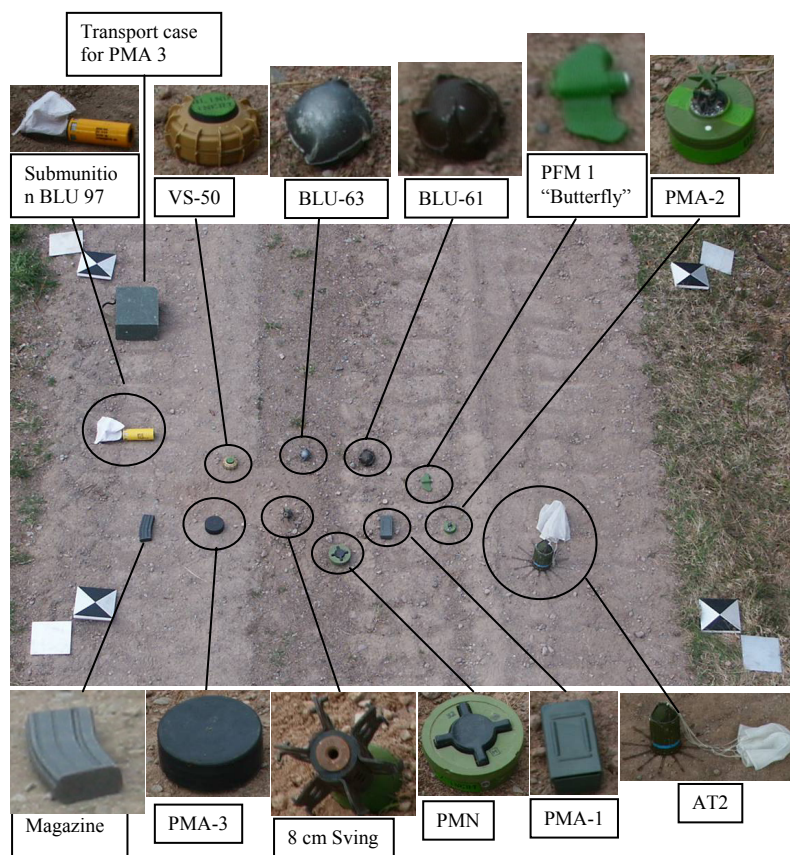 Transport case
for PMA 3
Submunitio
n BLU 97
VS-50
BLU-63
BLU-61
PFM 1
“Butterfly”
PMA-2
Magazine
PMA-3
8 cm Sving
PMN
PMA-1
AT2